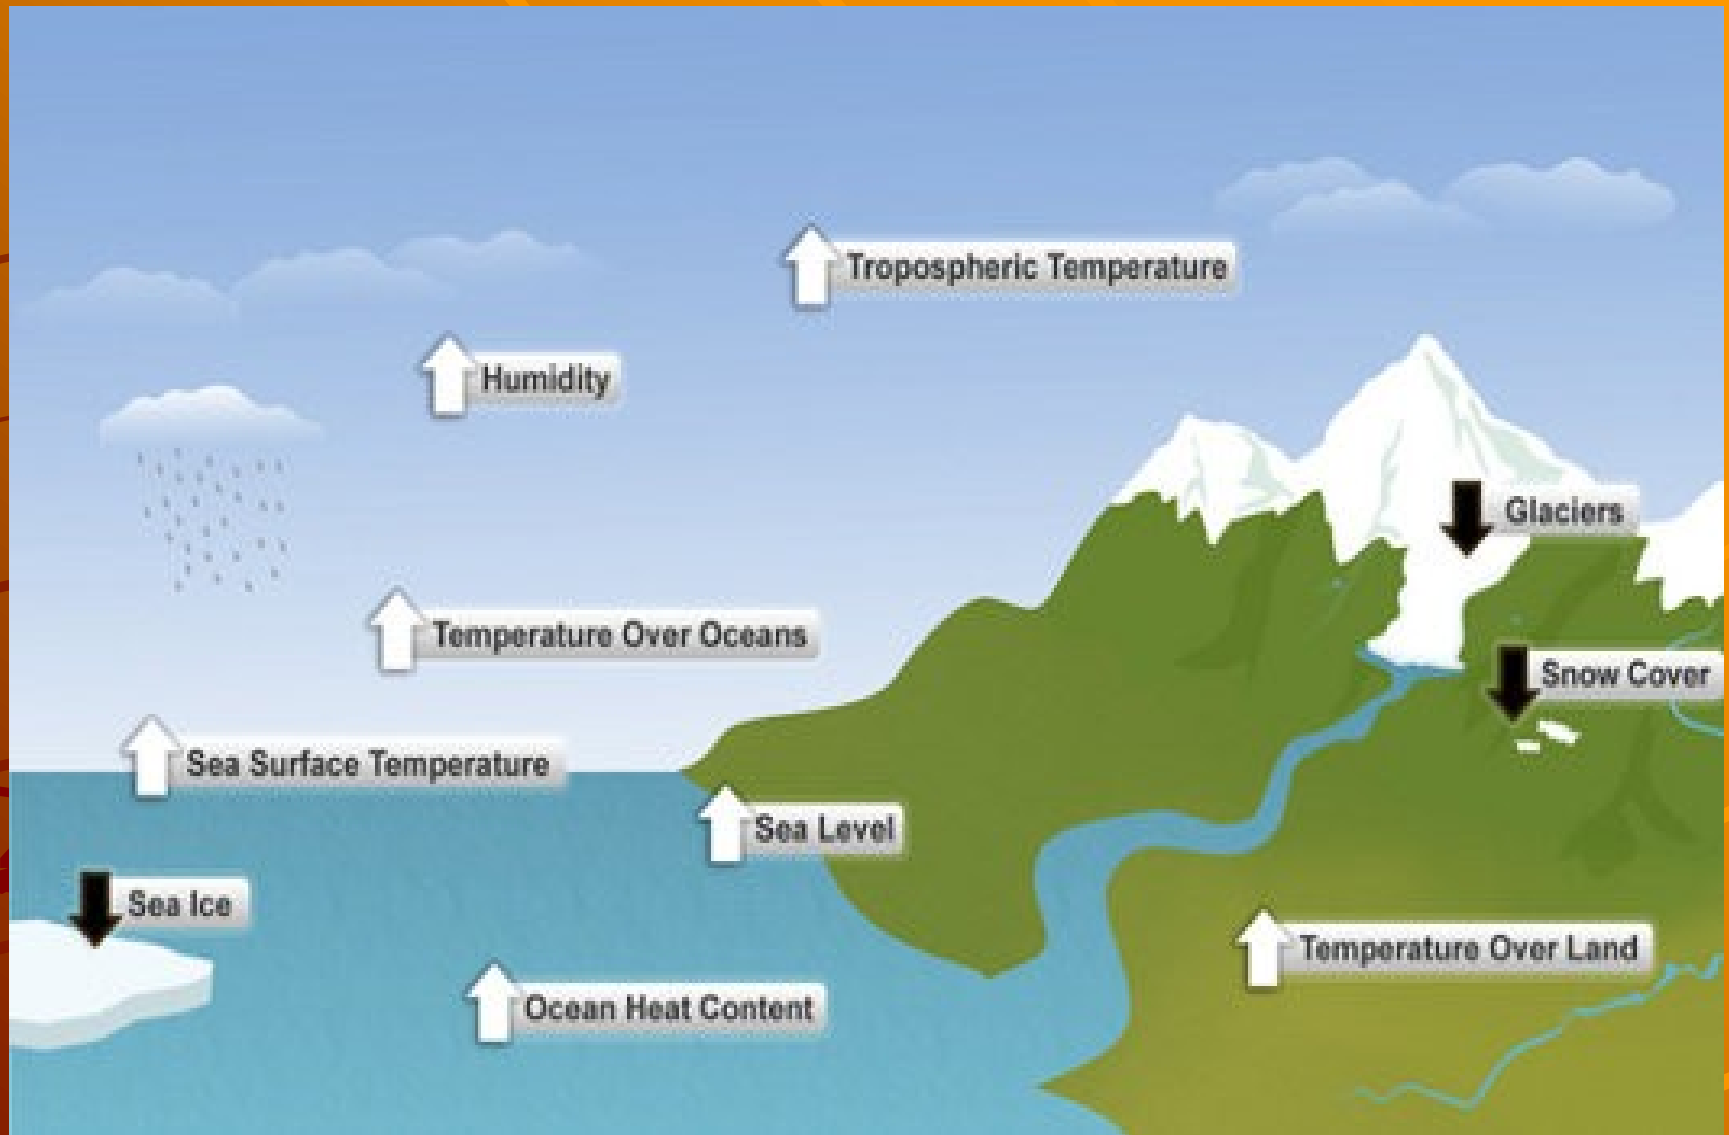 Tropospheric Temperature
Humidity
Glaciers
Temperature Over Oceans
Snow Cover
Sea Surface Temperature
Sea Level
Sea Ice
Temperature Over Land
Ocean Heat Content